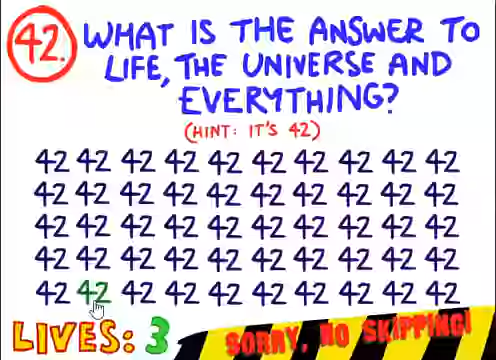 42. WHAT IS THE ANSWER TO
LIFE, THE UNIVERSE AND
EVERYTHING?
(HINT: IT'S 42)
42 42 42 42 42 42 42 42 42 42
42 42 42 42 42 42 42 42 42 42
42 42 42 42 42 42 42 42 42 42
42 42 42 42 42 42 42 42 42 42
42 42 42 42 42 42 42 42 42 42
LIVES: 3
SORRY, NO SKIPPING!